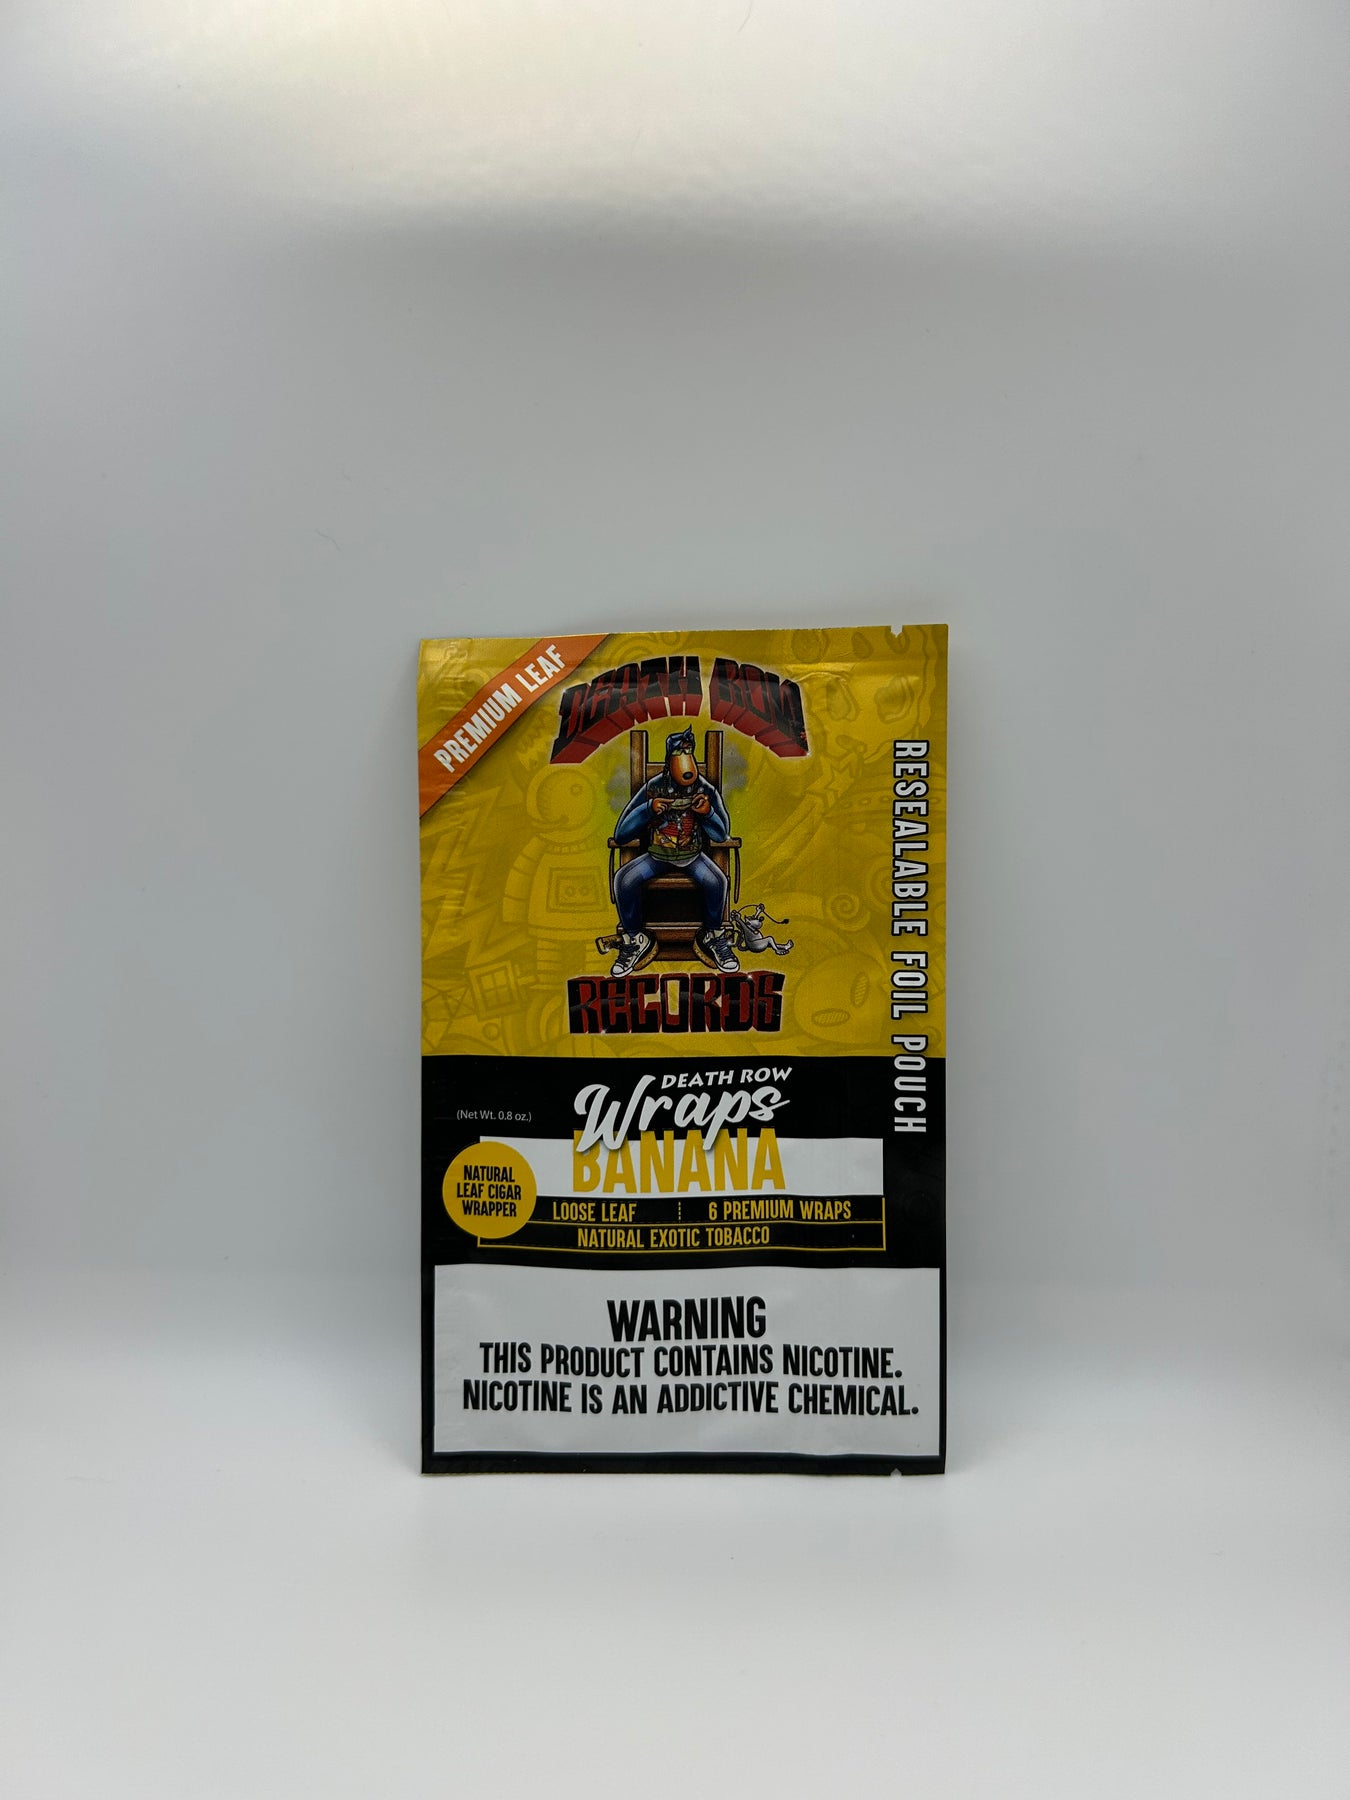 PREMIUM LEAF
DEATH ROW
RECORDS
RESEALABLE FOIL POUCH
DEATH ROW
Wraps
(Net Wt. 0.8 oz.)
BANANA
NATURAL
LEAF CIGAR
WRAPPER
LOOSE LEAF 6 PREMIUM WRAPS
NATURAL EXOTIC TOBACCO
WARNING
THIS PRODUCT CONTAINS NICOTINE.
NICOTINE IS AN ADDICTIVE CHEMICAL.